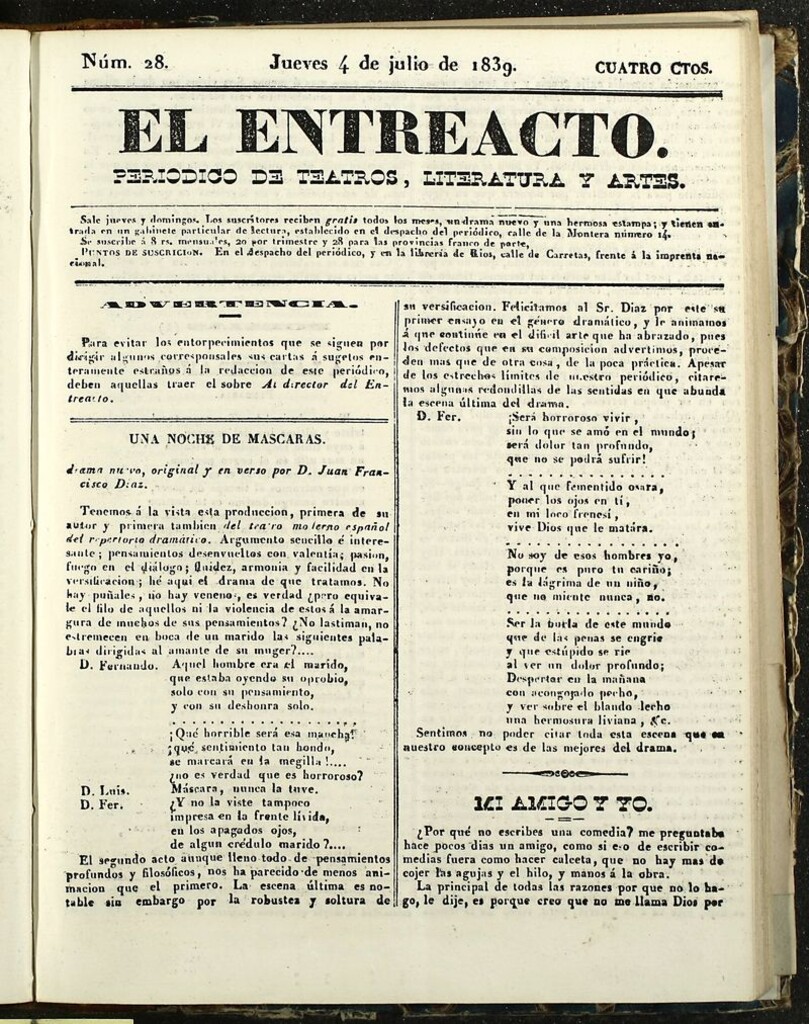 Núm. 28.
Jueves 4 de julio de 1839.
CUATRO CTOS.
EL ENTREACTO.
PERIODICO DE TEATROS, LITERATURA Y ARTES.
Sale jueves y domingos. Los suscritores reciben gratis todos los meses, un drama nuevo y una hermosa estampa; y tienen en-
trada en un gabinete particular de lectura, establecido en el despacho del periódico, calle de la Montera número 14.
Se suscribe á 8 rs. mensuales, 20 por trimestre y 28 para las provincias franco de porte.
PUNTOS DE SUSCRICION. En el despacho del periódico, y en la librería de Rios, calle de Carretas, frente á la imprenta na-
cional.
ADVERTENCIA.
Para evitar los entorpecimientos que se siguen por
dirigir algunos corresponsales sus cartas á sugetos en-
teramente estraños á la redaccion de este periódico,
deben aquellas traer el sobre Al director del En-
treacto.
UNA NOCHE DE MASCARAS.
drama nuevo, original y en verso por D. Juan Fran-
cisco Diaz.
Tenemos á la vista esta produccion, primera de su
autor y primera tambien del teatro moderno español
del repertorio dramático. Argumento sencillo é intere-
sante; pensamientos desenvueltos con valentía; pasion,
fuego en el diálogo; fluidez, armonia y facilidad en la
versificacion; hé aqui el drama de que tratamos. No
hay puñales, no hay venenos, es verdad ¿pero equiva-
le el filo de aquellos ni la violencia de estos á la amar-
gura de muchos de sus pensamientos? ¿No lastiman, no
estremecen en boca de un marido las siguientes pala-
bras dirigidas al amante de su muger?....
D. Fernando. Aquel hombre era el marido,
que estaba oyendo su oprobio,
solo con su pensamiento,
y con su deshonra solo.
. . . . . . . . . . . . . . . . . .
¡Qué horrible será esa mancha!
¡qué sentimiento tan hondo,
se marcará en la megilla!....
¿no es verdad que es horroroso?
D. Luis. Máscara, nunca la tuve.
D. Fer. ¿Y no la viste tampoco
impresa en la frente lívida,
en los apagados ojos,
de algun crédulo marido?....
El segundo acto aunque lleno todo de pensamientos
profundos y filosóficos, nos ha parecido de menos ani-
macion que el primero. La escena última es no-
table sin embargo por la robustez y soltura de
su versificacion. Felicitamos al Sr. Diaz por este su
primer ensayo en el género dramático, y le animamos
á que continúe en el dificil arte que ha abrazado, pues
los defectos que en su composicion advertimos, proce-
den mas que de otra cosa, de la poca práctica. Apesar
de los estrechos límites de nuestro periódico, citare-
mos algunas redondillas de las sentidas en que abunda
la escena última del drama.
D. Fer. ¡Será horroroso vivir,
sin lo que se amó en el mundo;
será dolor tan profundo,
que no se podrá sufrir!
. . . . . . . . . . . . . . .
Y al que fementido osara,
poner los ojos en tí,
en mi loco frenesí,
vive Dios que le matára.
. . . . . . . . . . . . . . . .
No soy de esos hombres yo,
porque es puro tu cariño;
es la lágrima de un niño,
que no miente nunca, no.
. . . . . . . . . . . . . . .
Ser la burla de este mundo
que de las penas se engrie
y que estúpido se rie
al ver un dolor profundo;
Despertar en la mañana
con acongojado pecho,
y ver sobre el blando lecho
una hermosura liviana, &c.
Sentimos no poder citar toda esta escena que en
nuestro concepto es de las mejores del drama.
MI AMIGO Y YO.
¿Por qué no escribes una comedia? me preguntaba
hace pocos dias un amigo, como si eso de escribir co-
medias fuera como hacer calceta, que no hay mas de
cojer las agujas y el hilo, y manos á la obra.
La principal de todas las razones por que no lo ha-
go, le dije, es porque creo que no me llama Dios por